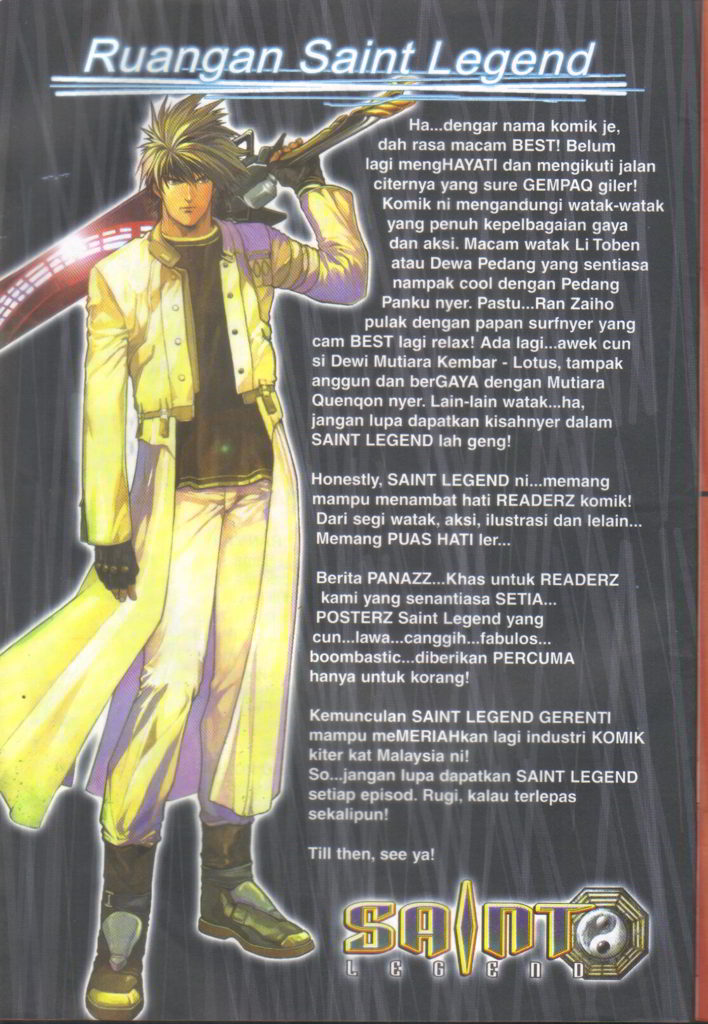 Ruangan Saint Legend
Ha...dengar nama komik je,
dah rasa macam BEST! Belum
lagi mengHAYATI dan mengikuti jalan
citernya yang sure GEMPAQ giler!
Komik ni mengandungi watak-watak
yang penuh kepelbagaian gaya
dan aksi. Macam watak Li Toben
atau Dewa Pedang yang sentiasa
nampak cool dengan Pedang
Panku nyer. Pastu...Ran Zaiho
pulak dengan papan surfnyer yang
cam BEST lagi relax! Ada lagi...awek cun
si Dewi Mutiara Kembar - Lotus, tampak
anggun dan berGAYA dengan Mutiara
Quenqon nyer. Lain-lain watak...ha,
jangan lupa dapatkan kisahnyer dalam
SAINT LEGEND lah geng!
Honestly, SAINT LEGEND ni...memang
mampu menambat hati READERZ komik!
Dari segi watak, aksi, ilustrasi dan lelain...
Memang PUAS HATI ler...
Berita PANAZZ...Khas untuk READERZ
kami yang senantiasa SETIA...
POSTERZ Saint Legend yang
cun...lawa...canggih...fabulos...
boombastic...diberikan PERCUMA
hanya untuk korang!
Kemunculan SAINT LEGEND GERENTI
mampu meMERIAHkan lagi industri KOMIK
kiter kat Malaysia ni!
So...jangan lupa dapatkan SAINT LEGEND
setiap episod. Rugi, kalau terlepas
sekalipun!
Till then, see ya!
SAINT
LEGEND